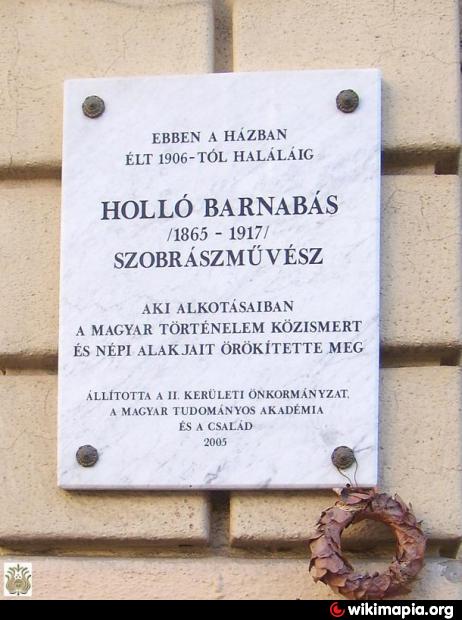 EBBEN A HÁZBAN
ÉLT 1906-TÓL HALÁLÁIG
HOLLÓ BARNABÁS
/1865 - 1917/
SZOBRÁSZMŰVÉSZ
AKI ALKOTÁSAIBAN
A MAGYAR TÖRTÉNELEM KÖZISMERT
ÉS NÉPI ALAKJAIT ÖRÖKÍTETTE MEG
ÁLLÍTOTTA A II. KERÜLETI ÖNKORMÁNYZAT,
A MAGYAR TUDOMÁNYOS AKADÉMIA
ÉS A CSALÁD
2005
wikimapia.org